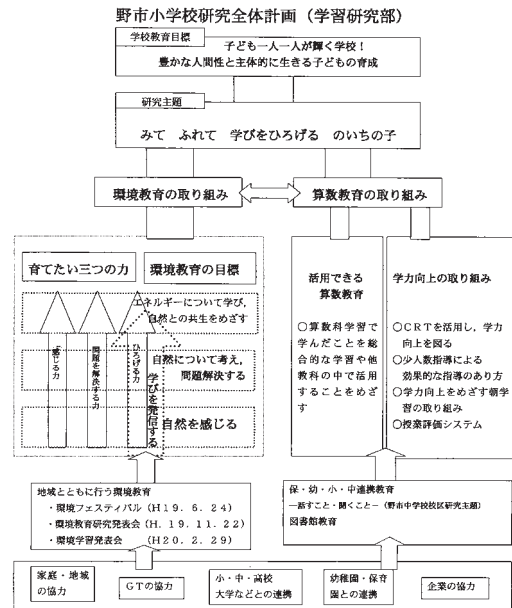 野市小学校研究全体計画(学習研究部)
学校教育目標
子ども一人一人が輝く学校!
豊かな人間性と主体的に生きる子どもの育成
研究主題
みて ふれて 学びをひろげる のいちの子
環境教育の取り組み
算数教育の取り組み
育てたい三つの力
環境教育の目標
エネルギーについて学び,
自然との共生をめざす
自然について考え,
問題解決する
自然を感じる
感じる力
問題を解決する力
ひろげる力
学びを発信する
活用できる
算数教育
○算数科学習で
学んだことを総
合的な学習や他
教科の中で活用
することをめざ
す
学力向上の取り組み
○CRTを活用し,学力
向上を図る
○少人数指導による
効果的な指導のあり方
○学力向上をめざす朝学
習の取り組み
○授業評価システム
地域とともに行う環境教育
・環境フェスティバル(H19.6.24)
・環境教育研究発表会(H.19.11.22)
・環境学習発表会 (H20.2.29)
保・幼・小・中連携教育
―話すこと・聞くこと―(野市中学校校区研究主題)
図書館教育
家庭・地域
の協力
GTの協力
小・中・高校
大学などとの連携
幼稚園・保育
園との連携
企業の協力